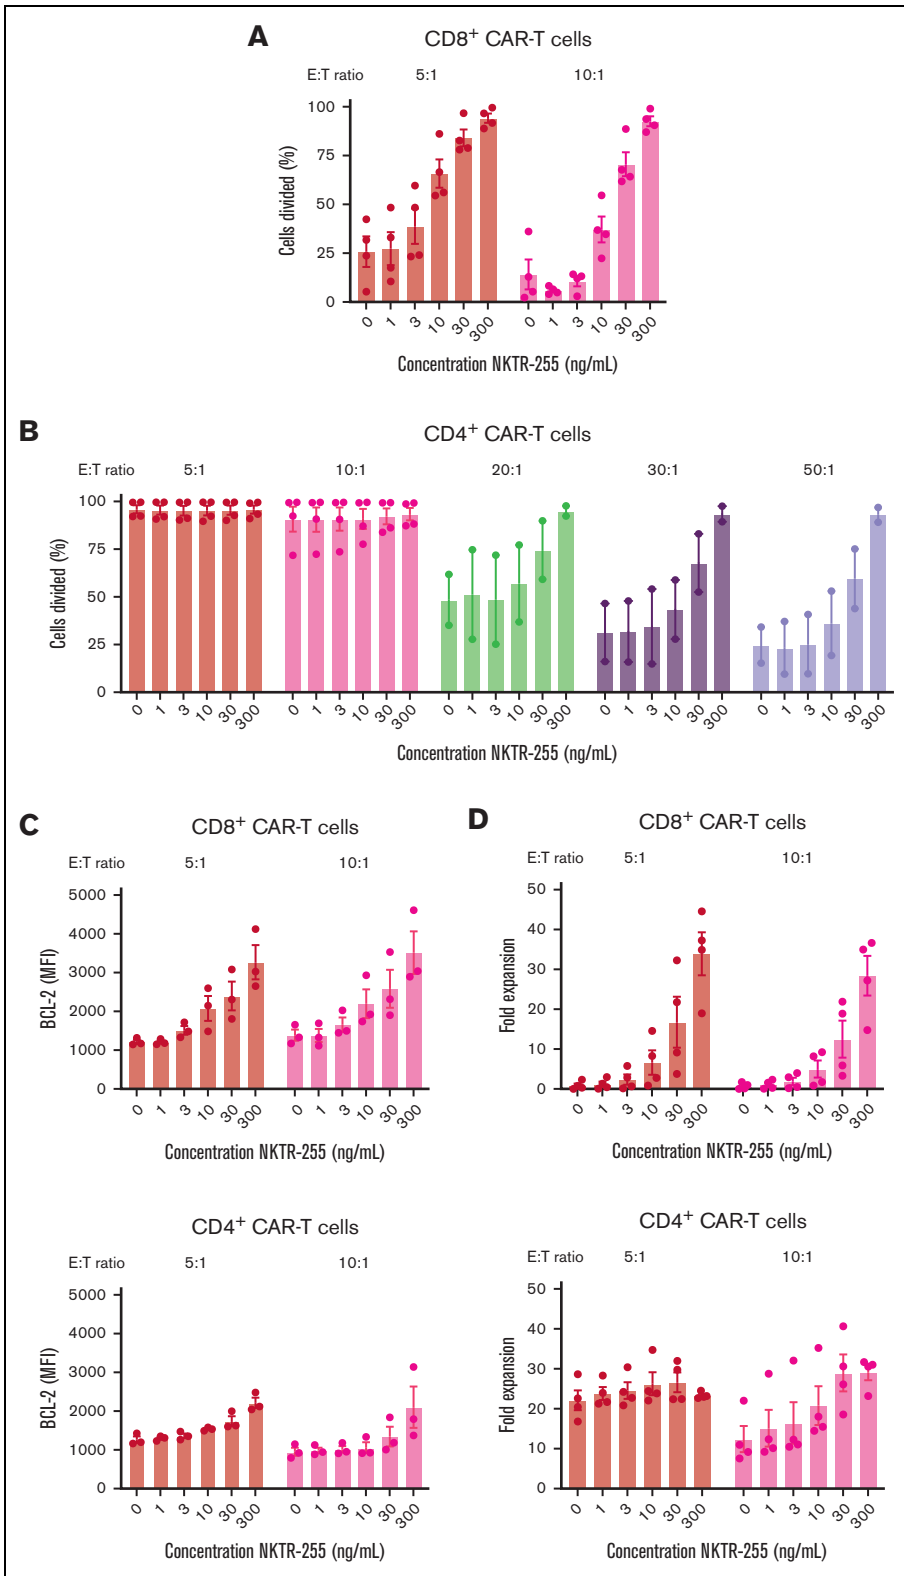 A
CD8+ CAR-T cells
E:T ratio 5:1 10:1
Cells divided (%)
100
75
50
25
0
0 1 3 10 30 300 0 1 3 10 30 300
Concentration NKTR-255 (ng/mL)
B
CD4+ CAR-T cells
E:T ratio 5:1 10:1 20:1 30:1 50:1
Cells divided (%)
100
75
50
25
0
0 1 3 10 30 300 0 1 3 10 30 300 0 1 3 10 30 300 0 1 3 10 30 300 0 1 3 10 30 300
Concentration NKTR-255 (ng/mL)
C
CD8+ CAR-T cells
E:T ratio 5:1 10:1
BCL-2 (MFI)
5000
4000
3000
2000
1000
0
0 1 3 10 30 300 0 1 3 10 30 300
Concentration NKTR-255 (ng/mL)
CD4+ CAR-T cells
E:T ratio 5:1 10:1
BCL-2 (MFI)
5000
4000
3000
2000
1000
0
0 1 3 10 30 300 0 1 3 10 30 300
Concentration NKTR-255 (ng/mL)
D
CD8+ CAR-T cells
E:T ratio 5:1 10:1
Fold expansion
50
40
30
20
10
0
0 1 3 10 30 300 0 1 3 10 30 300
Concentration NKTR-255 (ng/mL)
CD4+ CAR-T cells
E:T ratio 5:1 10:1
Fold expansion
50
40
30
20
10
0
0 1 3 10 30 300 0 1 3 10 30 300
Concentration NKTR-255 (ng/mL)